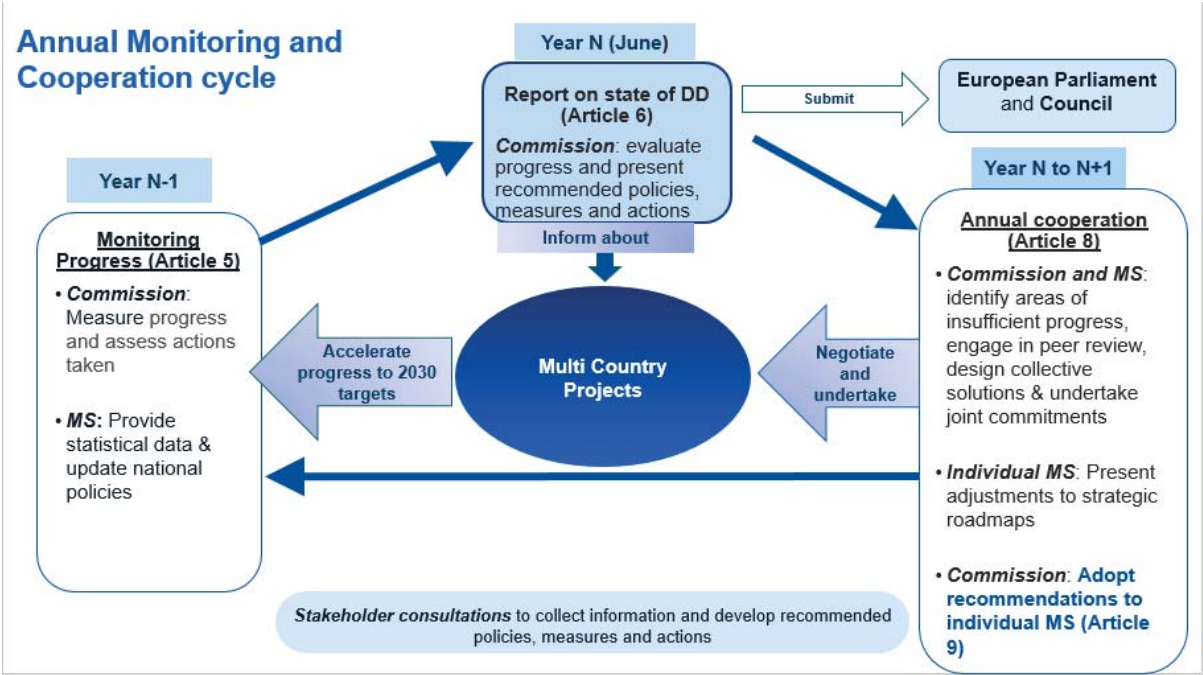 Annual Monitoring and
Cooperation cycle
Year N (June)
Report on state of DD
(Article 6)
Commission: evaluate
progress and present
recommended policies,
measures and actions
Submit
European Parliament
and Council
Year N-1
Monitoring
Progress (Article 5)
• Commission:
Measure progress
and assess actions
taken
• MS: Provide
statistical data &
update national
policies
Inform about
Multi Country
Projects
Accelerate
progress to 2030
targets
Negotiate
and
undertake
Year N to N+1
Annual cooperation
(Article 8)
• Commission and MS:
identify areas of
insufficient progress,
engage in peer review,
design collective
solutions & undertake
joint commitments
• Individual MS: Present
adjustments to strategic
roadmaps
• Commission: Adopt
recommendations to
individual MS (Article
9)
Stakeholder consultations to collect information and develop recommended
policies, measures and actions